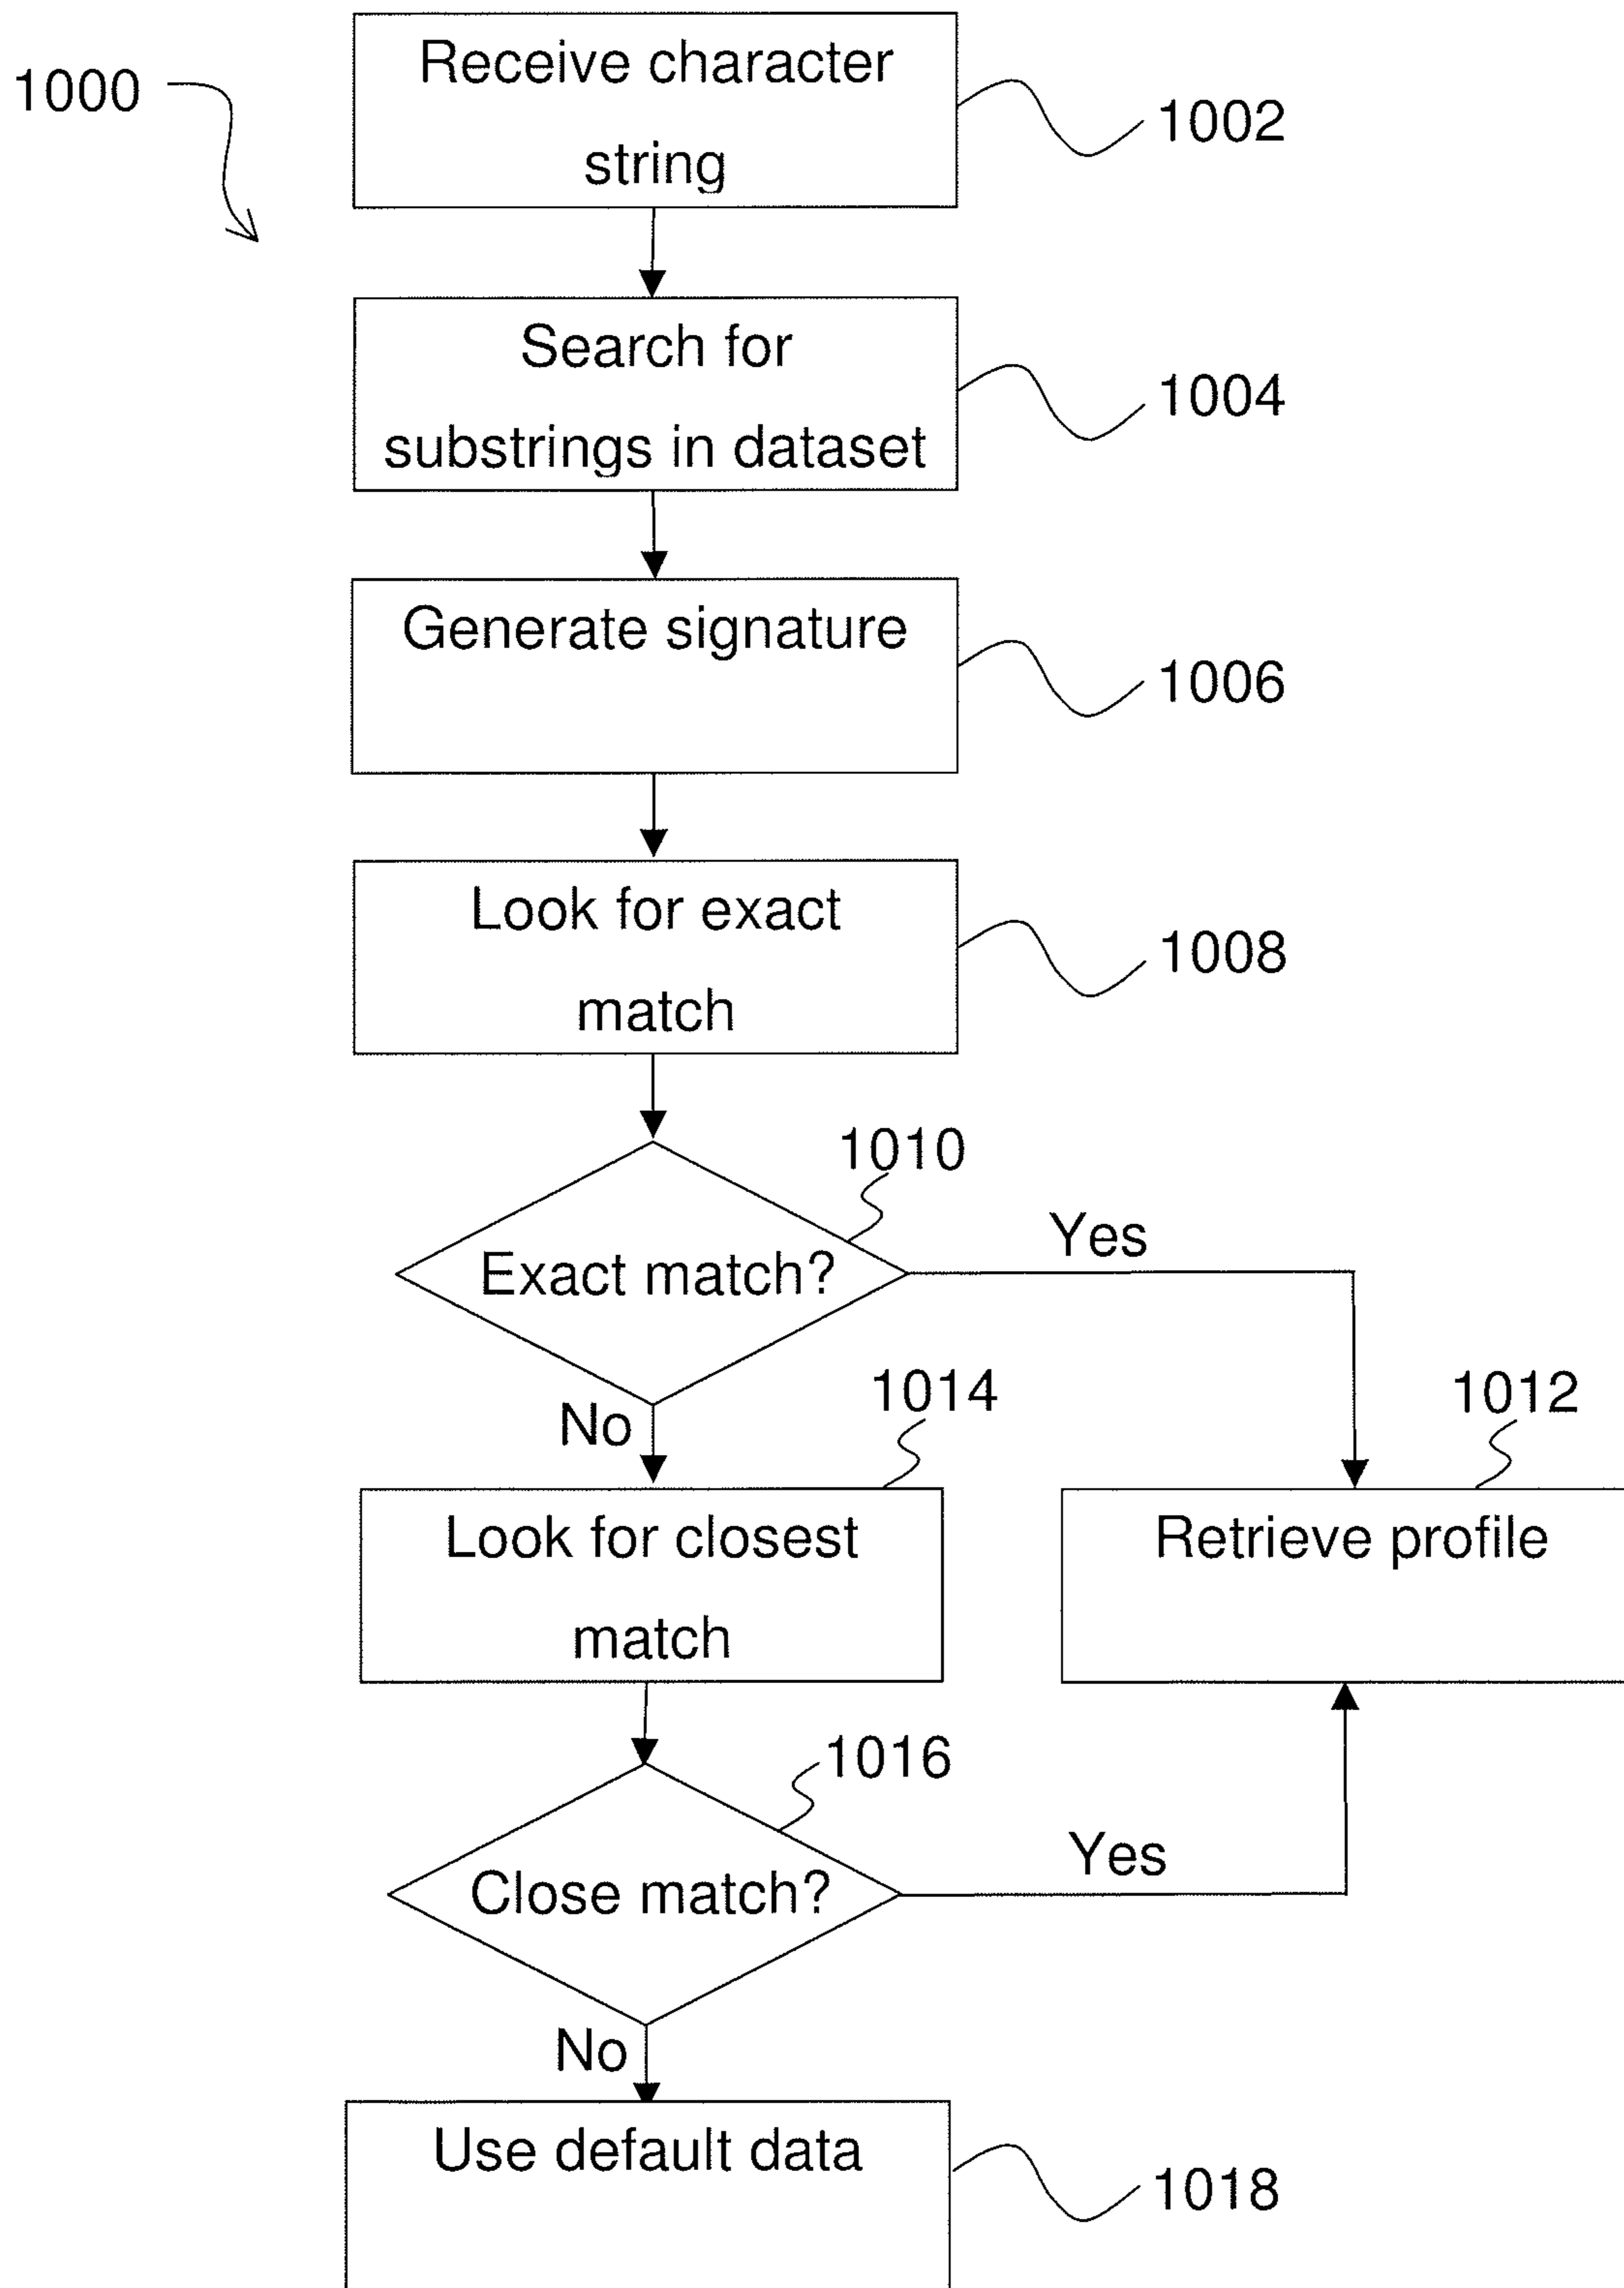 1000
Receive character
string
1002
Search for
substrings in dataset
1004
Generate signature
1006
Look for exact
match
1008
1010
Exact match?
Yes
No
1014
1012
Look for closest
match
Retrieve profile
1016
Close match?
Yes
No
Use default data
1018